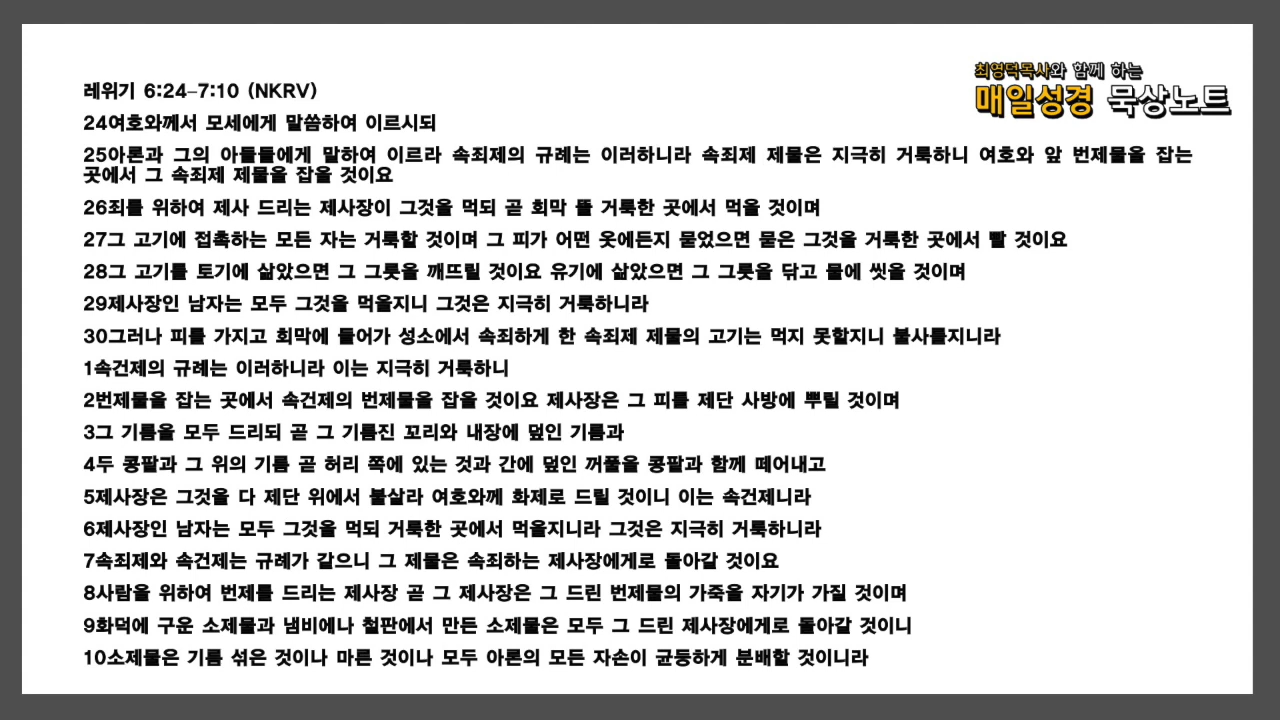 최영덕목사와 함께 하는
매일성경 묵상노트
레위기 6:24–7:10 (NKRV)
24여호와께서 모세에게 말씀하여 이르시되
25아론과 그의 아들들에게 말하여 이르라 속죄제의 규례는 이러하니라 속죄제 제물은 지극히 거룩하니 여호와 앞 번제물을 잡는
곳에서 그 속죄제 제물을 잡을 것이요
26죄를 위하여 제사 드리는 제사장이 그것을 먹되 곧 회막 뜰 거룩한 곳에서 먹을 것이며
27그 고기에 접촉하는 모든 자는 거룩할 것이며 그 피가 어떤 옷에든지 묻었으면 묻은 그것을 거룩한 곳에서 빨 것이요
28그 고기를 토기에 삶았으면 그 그릇을 깨뜨릴 것이요 유기에 삶았으면 그 그릇을 닦고 물에 씻을 것이며
29제사장인 남자는 모두 그것을 먹을지니 그것은 지극히 거룩하니라
30그러나 피를 가지고 회막에 들어가 성소에서 속죄하게 한 속죄제 제물의 고기는 먹지 못할지니 불사를지니라
1속건제의 규례는 이러하니라 이는 지극히 거룩하니
2번제물을 잡는 곳에서 속건제의 번제물을 잡을 것이요 제사장은 그 피를 제단 사방에 뿌릴 것이며
3그 기름을 모두 드리되 곧 그 기름진 꼬리와 내장에 덮인 기름과
4두 콩팥과 그 위의 기름 곧 허리 쪽에 있는 것과 간에 덮인 꺼풀을 콩팥과 함께 떼어내고
5제사장은 그것을 다 제단 위에서 불살라 여호와께 화제로 드릴 것이니 이는 속건제니라
6제사장인 남자는 모두 그것을 먹되 거룩한 곳에서 먹을지니라 그것은 지극히 거룩하니라
7속죄제와 속건제는 규례가 같으니 그 제물은 속죄하는 제사장에게로 돌아갈 것이요
8사람을 위하여 번제를 드리는 제사장 곧 그 제사장은 그 드린 번제물의 가죽을 자기가 가질 것이며
9화덕에 구운 소제물과 냄비에나 철판에서 만든 소제물은 모두 그 드린 제사장에게로 돌아갈 것이니
10소제물은 기름 섞은 것이나 마른 것이나 모두 아론의 모든 자손이 균등하게 분배할 것이니라